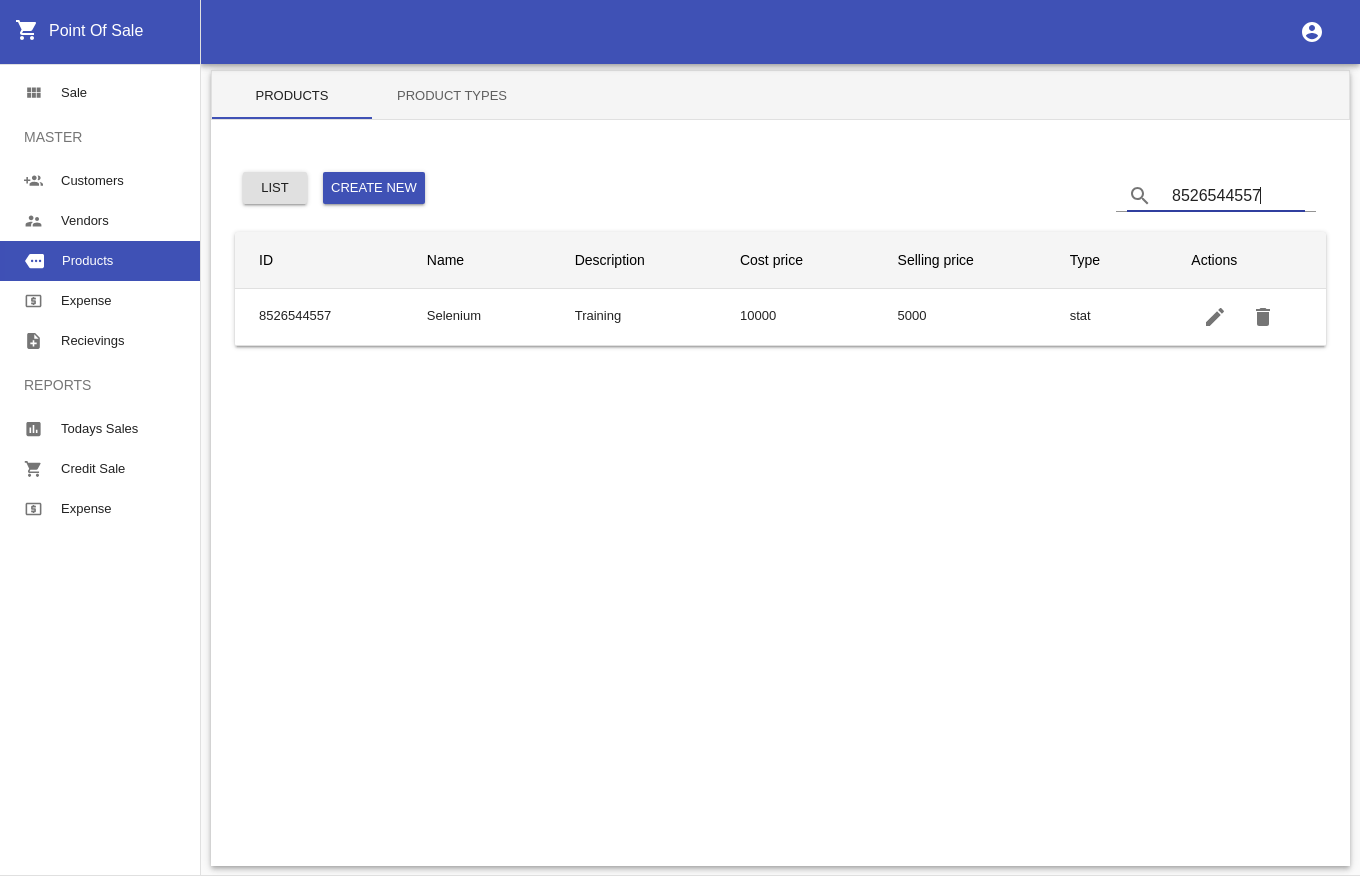 Point Of Sale
Sale
MASTER
Customers
Vendors
Products
Expense
Recievings
REPORTS
Todays Sales
Credit Sale
Expense
PRODUCTS PRODUCT TYPES
LIST CREATE NEW 8526544557
ID Name Description Cost price Selling price Type Actions
8526544557 Selenium Training 10000 5000 stat